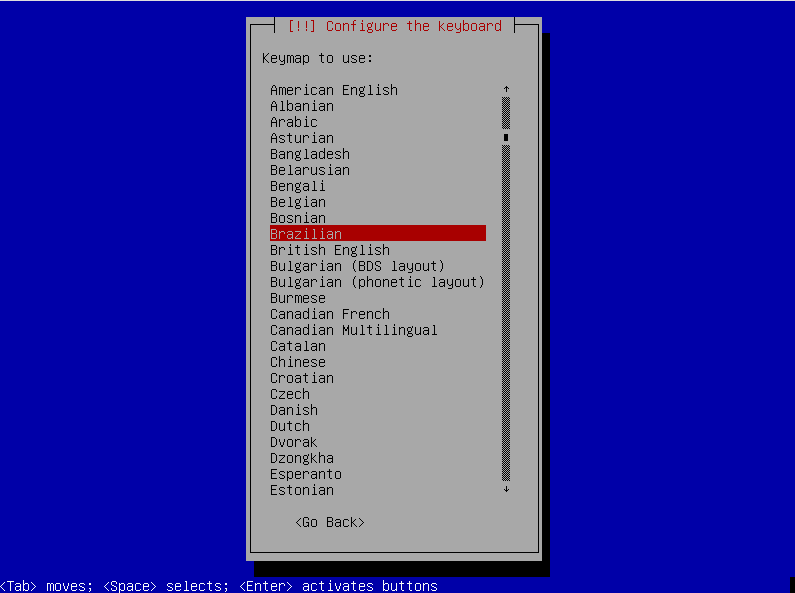 [!!] Configure the keyboard
Keymap to use:
American English
Albanian
Arabic
Asturian
Bangladesh
Belarusian
Bengali
Belgian
Bosnian
Brazilian
British English
Bulgarian (BDS layout)
Bulgarian (phonetic layout)
Burmese
Canadian French
Canadian Multilingual
Catalan
Chinese
Croatian
Czech
Danish
Dutch
Dvorak
Dzongkha
Esperanto
Estonian
<Go Back>
<Tab> moves; <Space> selects; <Enter> activates buttons